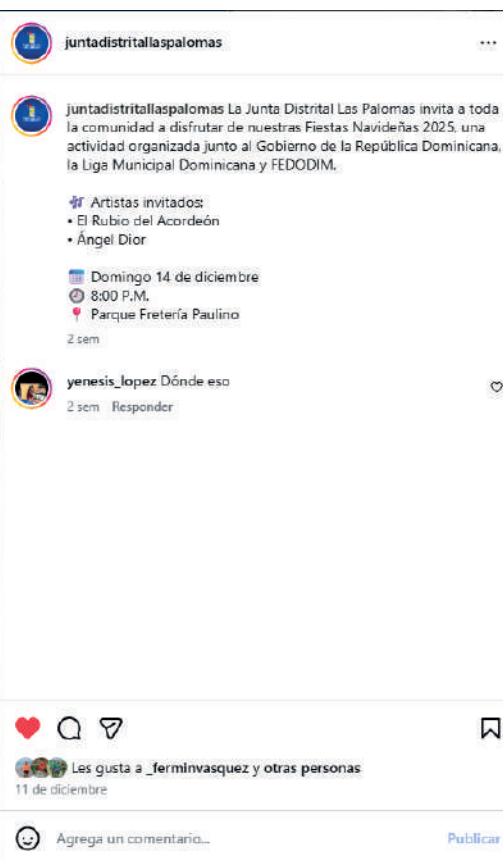 juntadistritallaspalomas
juntadistritallaspalomas La Junta Distrital Las Palomas invita a toda
la comunidad a disfrutar de nuestras Fiestas Navideñas 2025, una
actividad organizada junto al Gobierno de la República Dominicana,
la Liga Municipal Dominicana y FEDODIM.
🎶 Artistas invitados:
• El Rubio del Acordeón
• Ángel Dior
🗓️ Domingo 14 de diciembre
🕗 8:00 P.M.
📍 Parque Fretería Paulino
2 sem
yenesis_lopez Dónde eso
2 sem Responder
Les gusta a _ferminvasquez y otras personas
11 de diciembre
Agrega un comentario...
Publicar